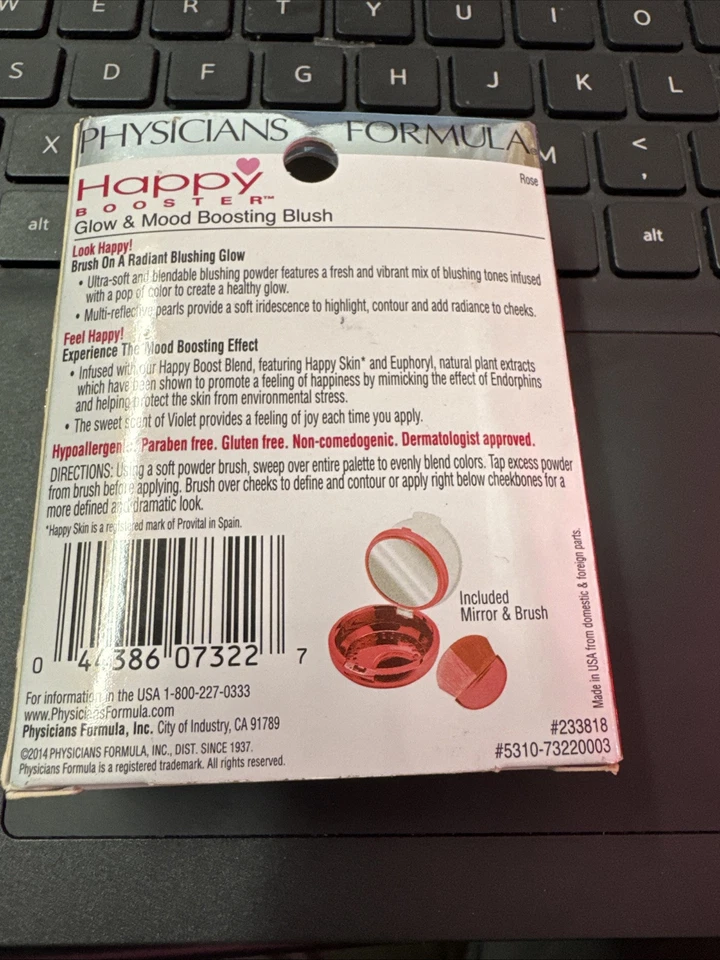 W E R T Y U I O
S D F G H J K L
X M < ,
alt alt
PHYSICIANS FORMULA
Happy
BOOSTER™
Rose
Glow & Mood Boosting Blush
Look Happy!
Brush On A Radiant Blushing Glow
• Ultra-soft and blendable blushing powder features a fresh and vibrant mix of blushing tones infused
with a pop of color to create a healthy glow.
• Multi-reflective pearls provide a soft iridescence to highlight, contour and add radiance to cheeks.
Feel Happy!
Experience The Mood Boosting Effect
• Infused with our Happy Boost Blend, featuring Happy Skin* and Euphoryl, natural plant extracts
which have been shown to promote a feeling of happiness by mimicking the effect of Endorphins
and helping protect the skin from environmental stress.
• The sweet scent of Violet provides a feeling of joy each time you apply.
Hypoallergenic. Paraben free. Gluten free. Non-comedogenic. Dermatologist approved.
DIRECTIONS: Using a soft powder brush, sweep over entire palette to evenly blend colors. Tap excess powder
from brush before applying. Brush over cheeks to define and contour or apply right below cheekbones for a
more defined and dramatic look.
*Happy Skin is a registered mark of Provital in Spain.
0 44386 07322 7
Included
Mirror & Brush
Made in USA from domestic & foreign parts.
For information in the USA 1-800-227-0333
www.PhysiciansFormula.com
Physicians Formula, Inc. City of Industry, CA 91789
©2014 PHYSICIANS FORMULA, INC., DIST. SINCE 1937.
Physicians Formula is a registered trademark. All rights reserved.
#233818
#5310-73220003